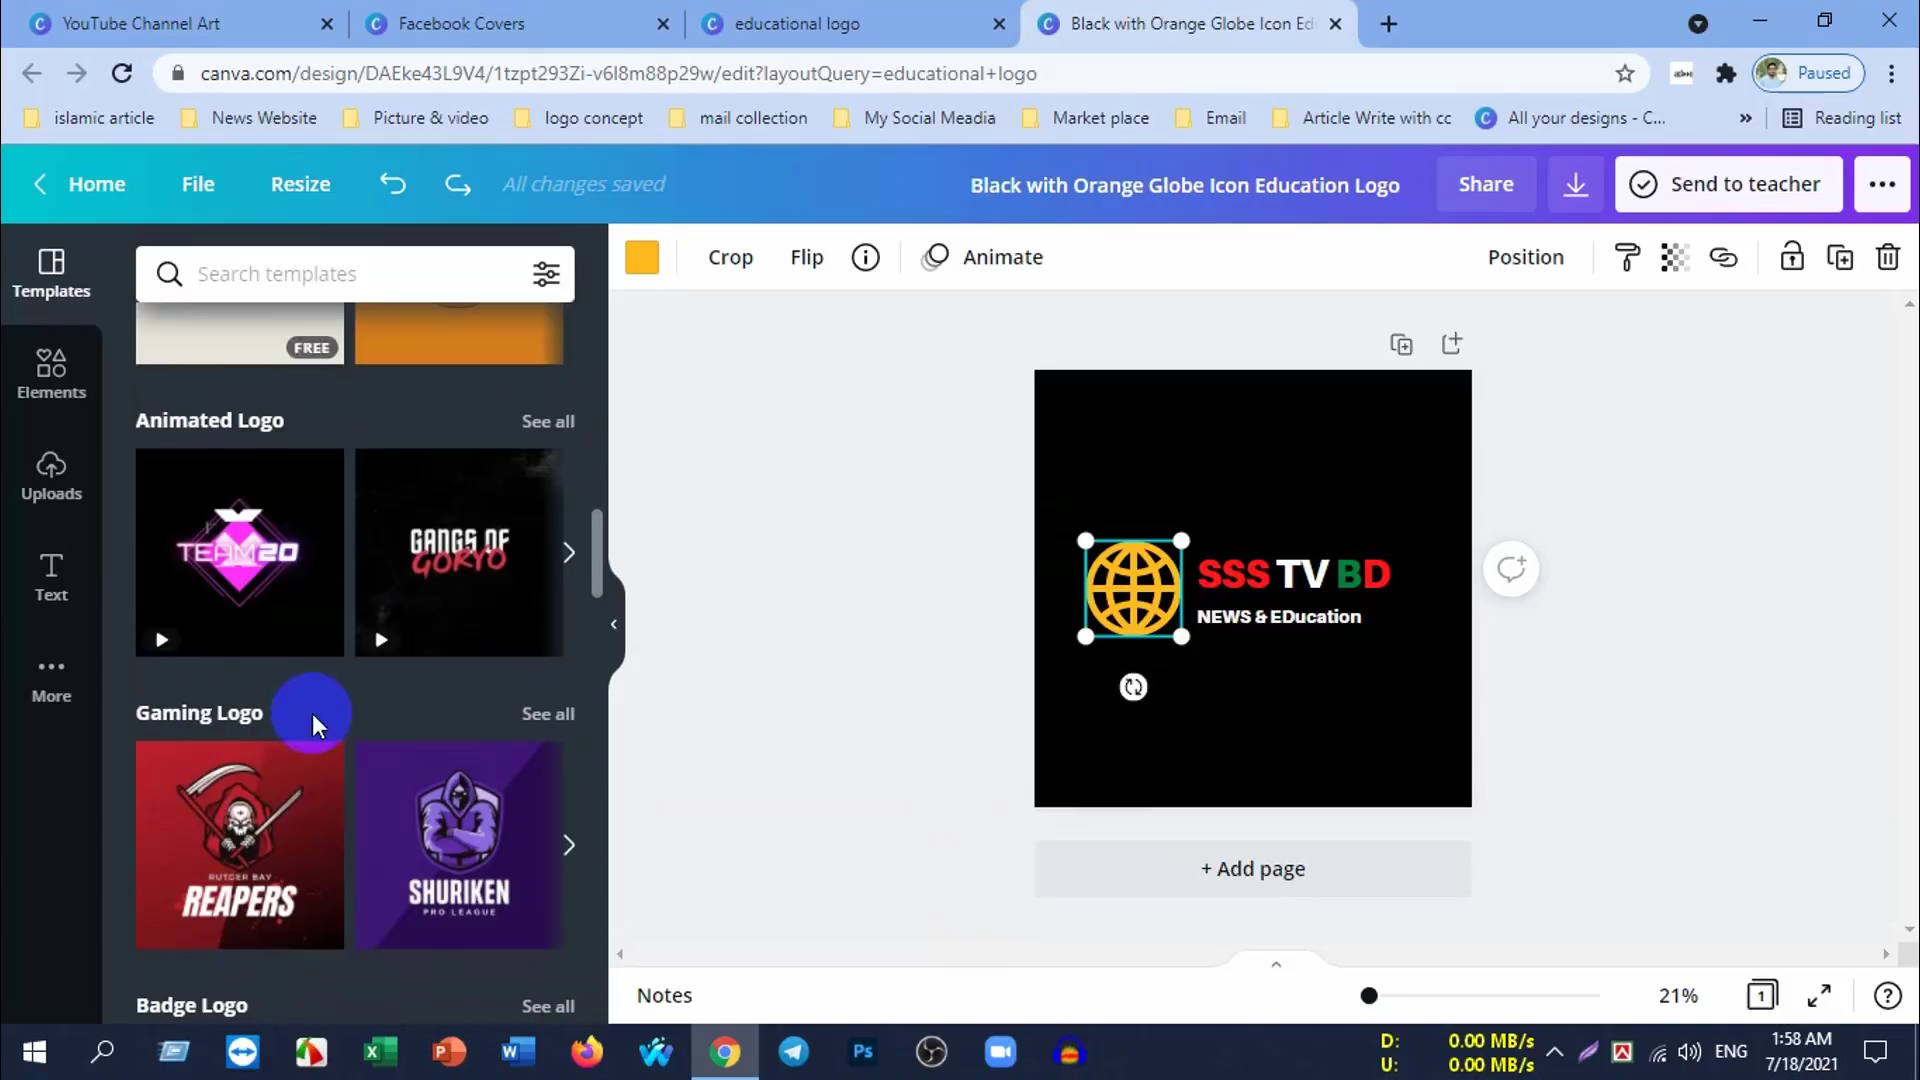 YouTube Channel Art
Facebook Covers
educational logo
Black with Orange Globe Icon Ed
canva.com/design/DAEke43L9V4/1tzpt293Zi-v6l8m88p29w/edit?layoutQuery=educational+logo
Paused
islamic article
News Website
Picture & video
logo concept
mail collection
My Social Meadia
Market place
Email
Article Write with cc
All your designs - C...
»
Reading list
Home
File
Resize
All changes saved
Black with Orange Globe Icon Education Logo
Share
Send to teacher
Templates
Search templates
Crop
Flip
Animate
Position
FREE
Elements
Animated Logo
See all
Uploads
TEAM 20
GANGS OF
GORYO
SSS TV BD
NEWS & EDucation
Text
More
Gaming Logo
See all
RUTGER BAY
REAPERS
SHURIKEN
PRO LEAGUE
+ Add page
Badge Logo
See all
Notes
21%
1
?
D: 0.00 MB/s
U: 0.00 MB/s
ENG
1:58 AM
7/18/2021